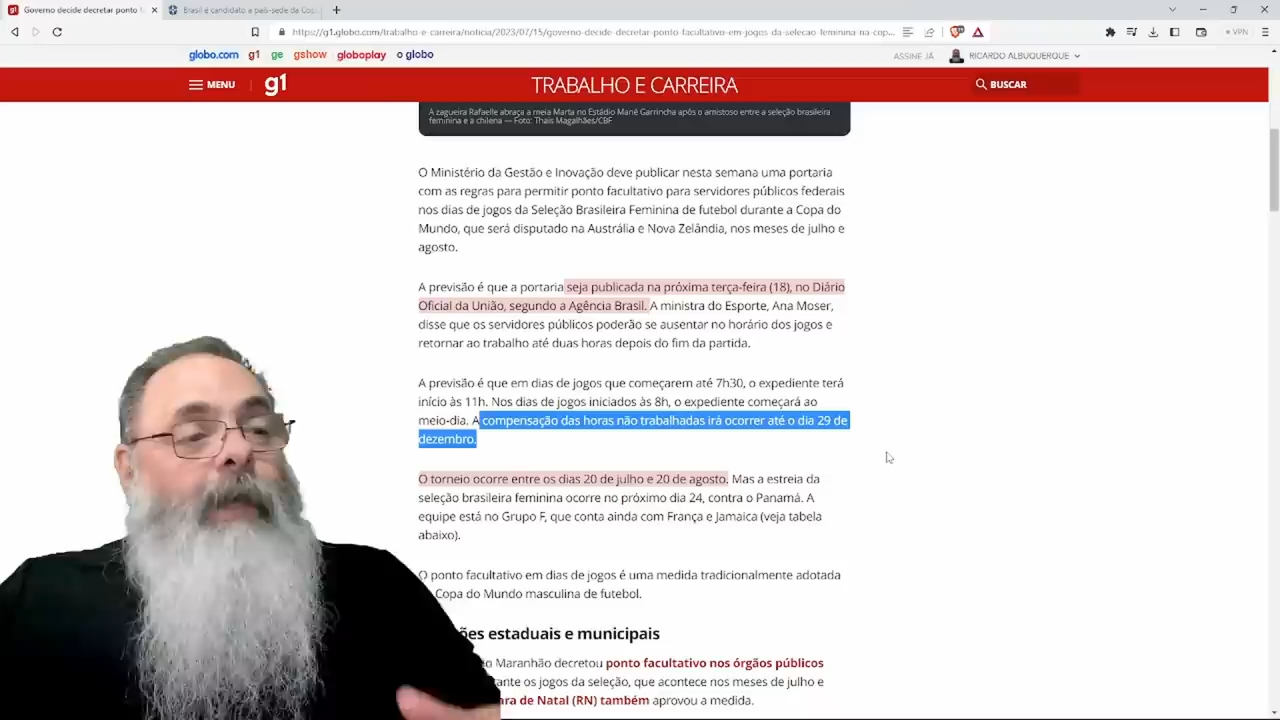 Governo decide decretar ponto f
Brasil é candidato a país-sede da Copa
https://g1.globo.com/trabalho-e-carreira/noticia/2023/07/15/governo-decide-decretar-ponto-facultativo-em-jogos-da-selecao-feminina-na-cop...
VPN
globo.com g1 ge gshow globoplay o globo
ASSINE JÁ
RICARDO ALBUQUERQUE
MENU
g1
TRABALHO E CARREIRA
BUSCAR
A zagueira Rafaelle abraça a meia Marta no Estádio Mané Garrincha após o amistoso entre a seleção brasileira
feminina e a chilena — Foto: Thais Magalhães/CBF
O Ministério da Gestão e Inovação deve publicar nesta semana uma portaria
com as regras para permitir ponto facultativo para servidores públicos federais
nos dias de jogos da Seleção Brasileira Feminina de futebol durante a Copa do
Mundo, que será disputado na Austrália e Nova Zelândia, nos meses de julho e
agosto.
A previsão é que a portaria seja publicada na próxima terça-feira (18), no Diário
Oficial da União, segundo a Agência Brasil. A ministra do Esporte, Ana Moser,
disse que os servidores públicos poderão se ausentar no horário dos jogos e
retornar ao trabalho até duas horas depois do fim da partida.
A previsão é que em dias de jogos que começarem até 7h30, o expediente terá
início às 11h. Nos dias de jogos iniciados às 8h, o expediente começará ao
meio-dia. A compensação das horas não trabalhadas irá ocorrer até o dia 29 de
dezembro.
O torneio ocorre entre os dias 20 de julho e 20 de agosto. Mas a estreia da
seleção brasileira feminina ocorre no próximo dia 24, contra o Panamá. A
equipe está no Grupo F, que conta ainda com França e Jamaica (veja tabela
abaixo).
O ponto facultativo em dias de jogos é uma medida tradicionalmente adotada
Copa do Mundo masculina de futebol.
ões estaduais e municipais
o Maranhão decretou ponto facultativo nos órgãos públicos
ante os jogos da seleção, que acontece nos meses de julho e
ara de Natal (RN) também aprovou a medida.